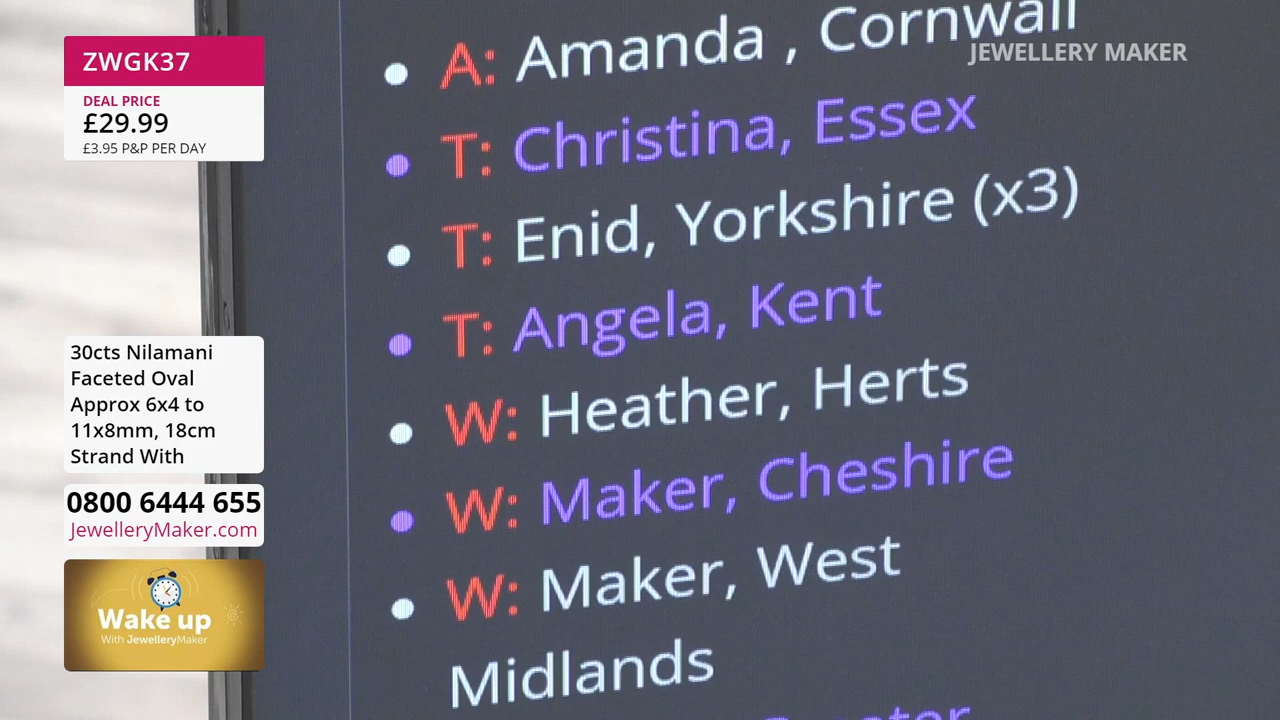 ZWGK37
DEAL PRICE
£29.99
£3.95 P&P PER DAY
30cts Nilamani
Faceted Oval
Approx 6x4 to
11x8mm, 18cm
Strand With
0800 6444 655
JewelleryMaker.com
Wake up
With JewelleryMaker
JEWELLERY MAKER
A: Amanda , Cornwall
T: Christina, Essex
T: Enid, Yorkshire (x3)
T: Angela, Kent
W: Heather, Herts
W: Maker, Cheshire
W: Maker, West
Midlands